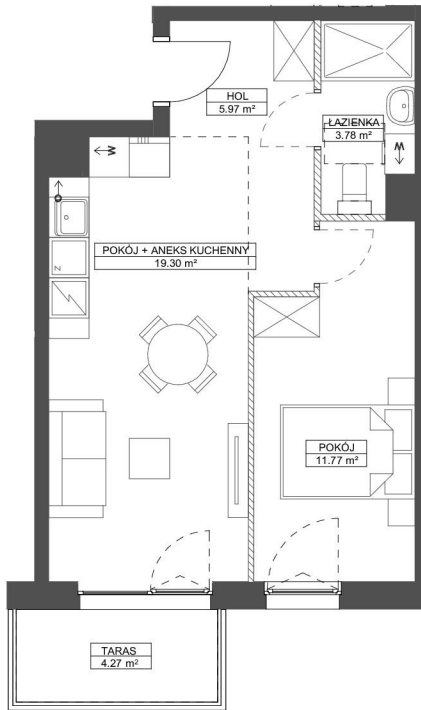 HOL
5.97 m²
ŁAZIENKA
3.78 m²
W
W
POKÓJ + ANEKS KUCHENNY
19.30 m²
Z
POKÓJ
11.77 m²
TARAS
4.27 m²